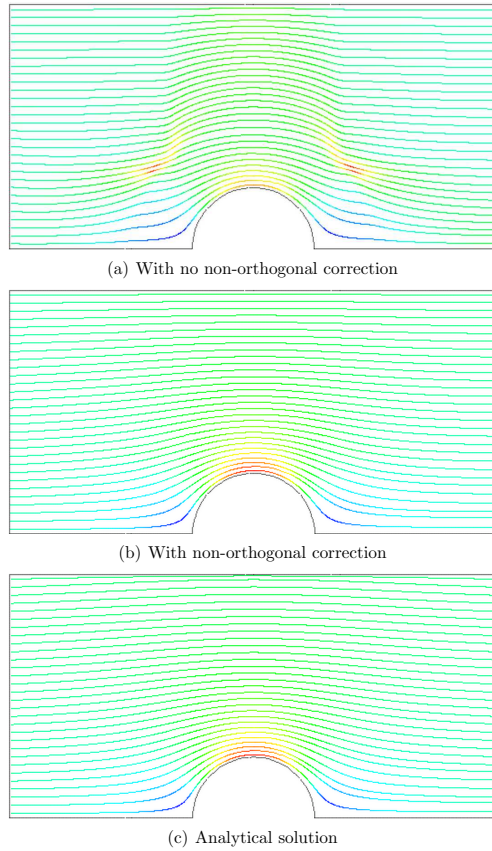 (a) With no non-orthogonal correction
(b) With non-orthogonal correction
(c) Analytical solution